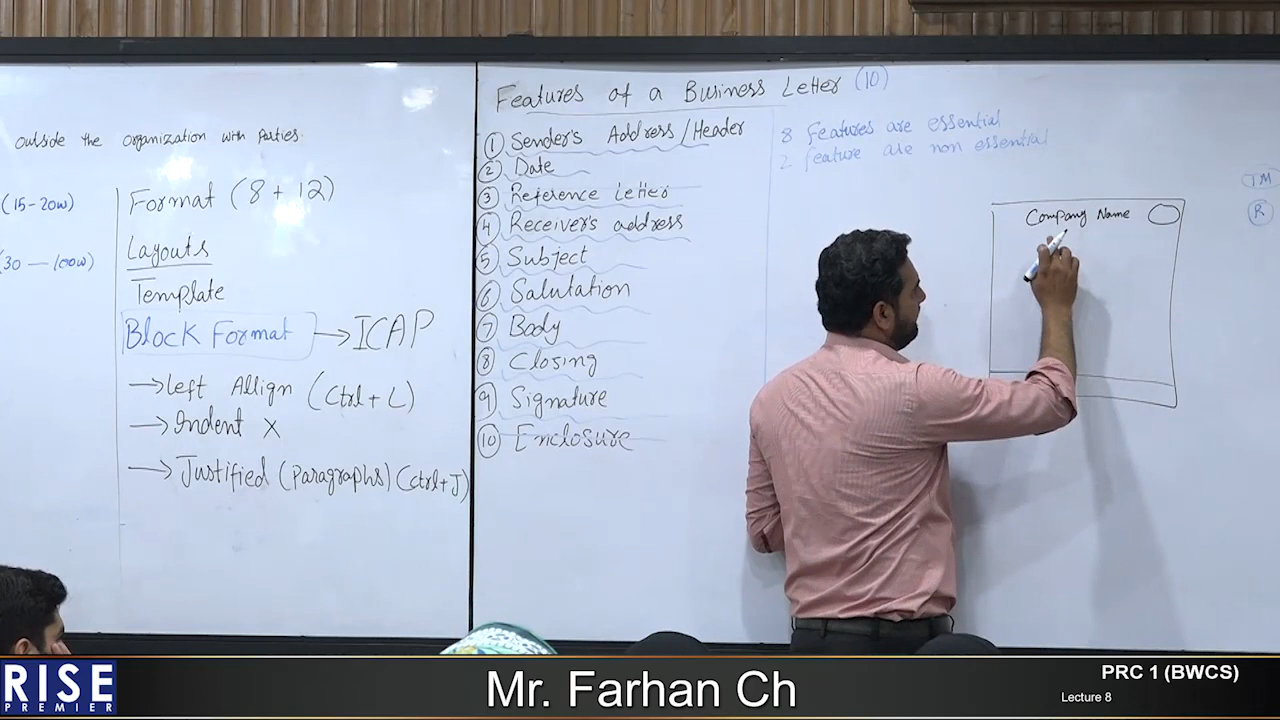 outside the organization with parties
(15-20w)
(30 — 100w)
Format (8 + 12)
Layouts
Template
Block Format → ICAP
→ Left Allign (Ctrl + L)
→ Indent X
→ Justified (Paragraphs) (Ctrl+J)
Features of a Business Letter (10)
① Sender's Address/Header
② Date
③ Reference Letter
④ Receiver's address
⑤ Subject
⑥ Salutation
⑦ Body
⑧ Closing
⑨ Signature
⑩ Enclosure
8 Features are essential
2 feature are non essential
Company Name
TM
R
RISE
PREMIER
Mr. Farhan Ch
PRC 1 (BWCS)
Lecture 8